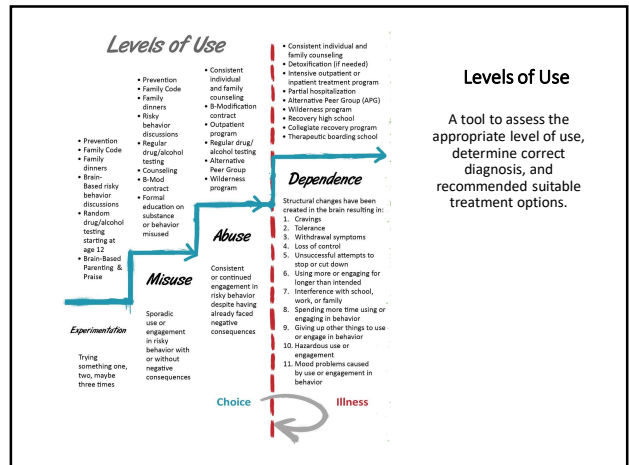 Levels of Use
• Prevention
• Family Code
• Family
dinners
• Brain-
Based risky
behavior
discussions
• Random
drug/alcohol
testing
starting at
age 12
• Brain-Based
Parenting &
Praise
Experimentation
Trying
something one,
two, maybe
three times
• Prevention
• Family Code
• Family
dinners
• Risky
behavior
discussions
• Regular
drug/alcohol
testing
• Counseling
• B-Mod
contract
• Formal
education on
substance
or behavior
misused
Misuse
Sporadic
use or
engagement
in risky
behavior with
or without
negative
consequences
• Consistent
individual
and family
counseling
• B-Modification
contract
• Outpatient
program
• Regular drug/
alcohol testing
• Alternative
Peer Group
• Wilderness
program
Abuse
Consistent
or continued
engagement in
risky behavior
despite having
already faced
negative
consequences
• Consistent individual and
family counseling
• Detoxification (if needed)
• Intensive outpatient or
inpatient treatment program
• Partial hospitalization
• Alternative Peer Group (APG)
• Wilderness program
• Recovery high school
• Collegiate recovery program
• Therapeutic boarding school
Dependence
Structural changes have been
created in the brain resulting in:
1. Cravings
2. Tolerance
3. Withdrawal symptoms
4. Loss of control
5. Unsuccessful attempts to
stop or cut down
6. Using more or engaging for
longer than intended
7. Interference with school,
work, or family
8. Spending more time using or
engaging in behavior
9. Giving up other things to use
or engage in behavior
10. Hazardous use or
engagement
11. Mood problems caused
by use or engagement in
behavior
Choice
Illness
Levels of Use
A tool to assess the
appropriate level of use,
determine correct
diagnosis, and
recommended suitable
treatment options.